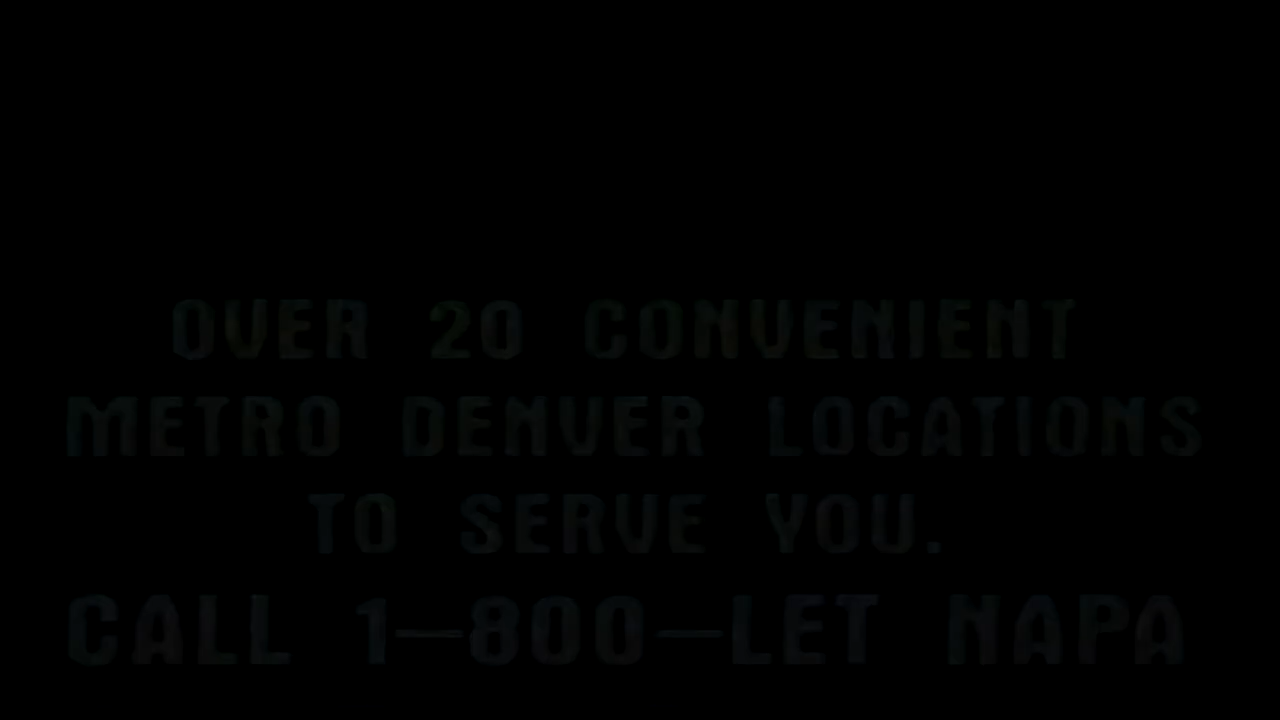 OVER 20 CONVENIENT
METRO DENVER LOCATIONS
TO SERVE YOU.
CALL 1-800-LET NAPA